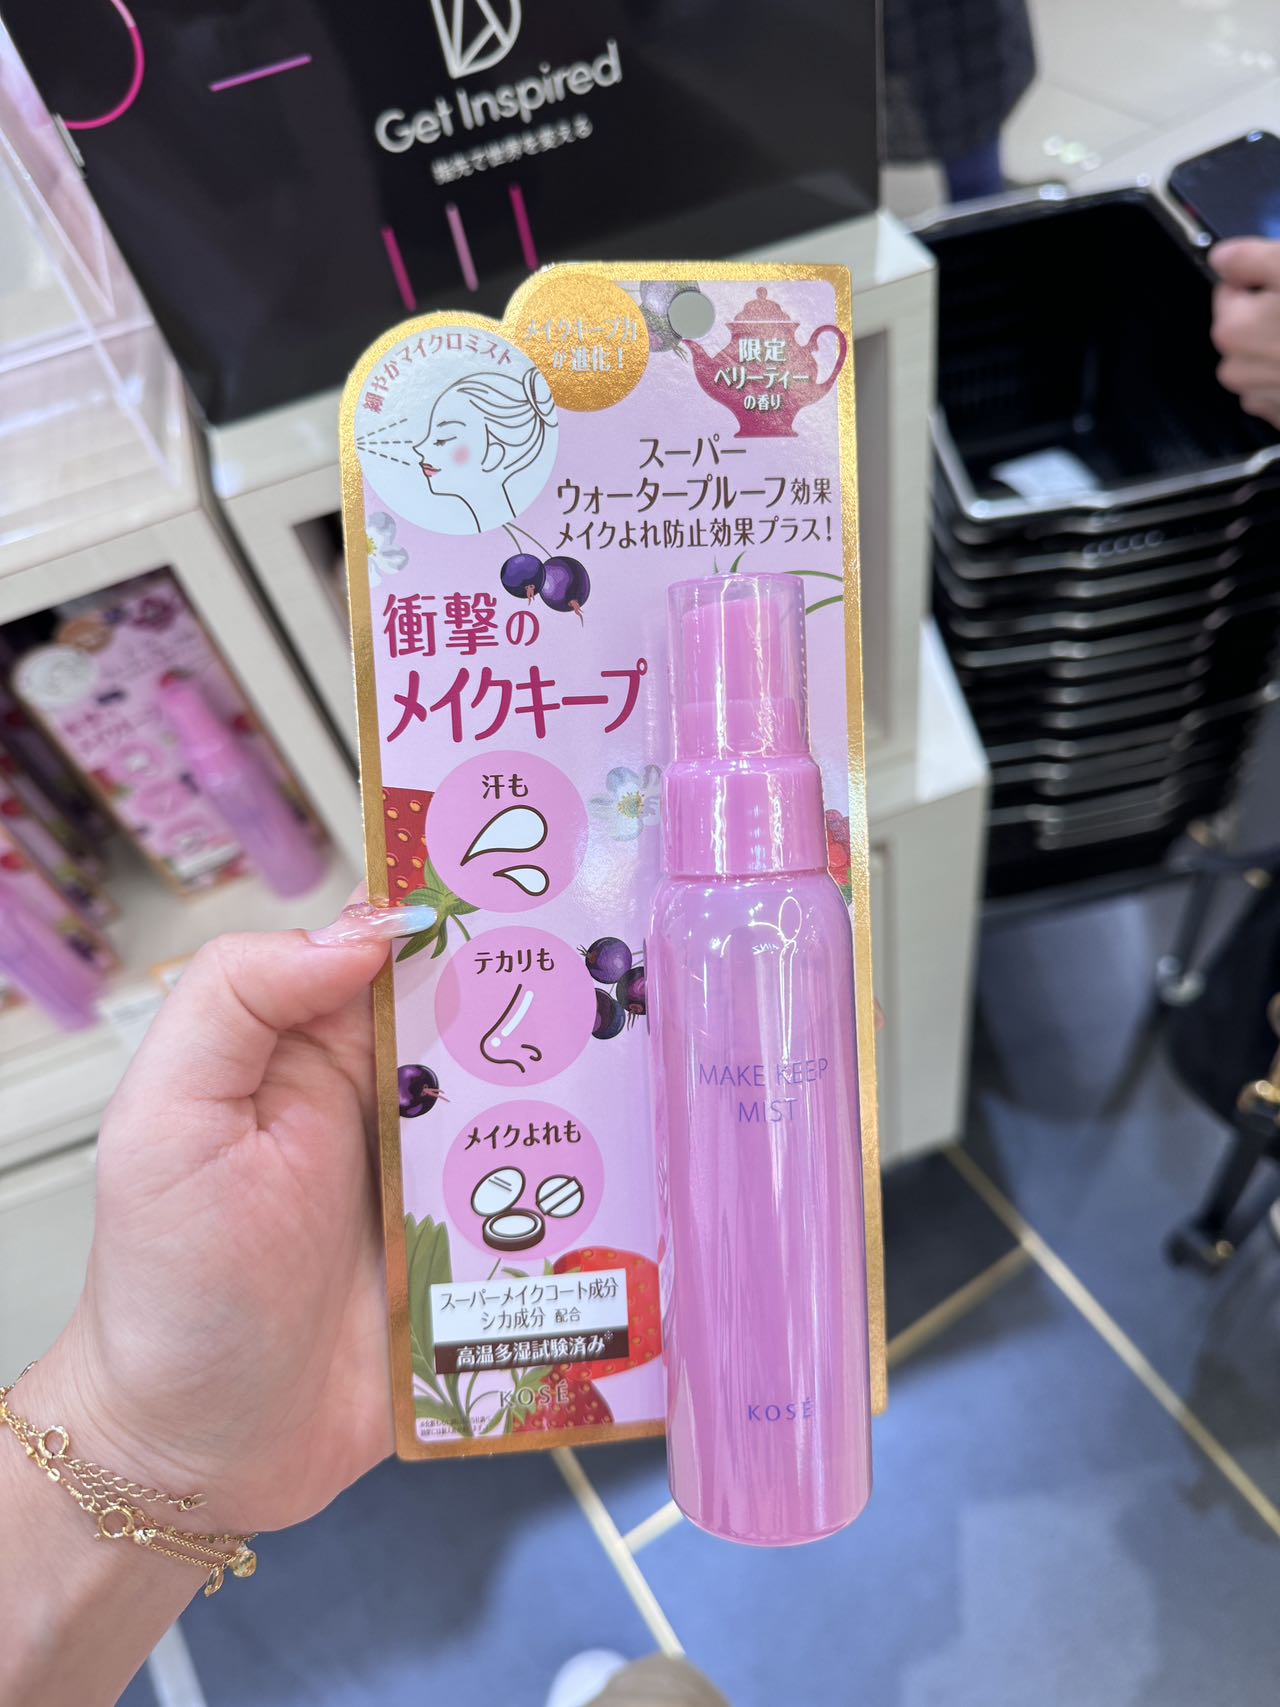 Get Inspired
発見で世界を変える
細やかマイクロミスト
メイクキープ力
が進化！
限定
ベリーティー
の香り
スーパー
ウォータープルーフ効果
メイクよれ防止効果プラス！
衝撃の
メイクキープ
汗も
テカリも
メイクよれも
スーパーメイクコート成分
シカ成分 配合
高温多湿試験済み※
KOSÉ
MAKE KEEP
MIST
KOSÉ